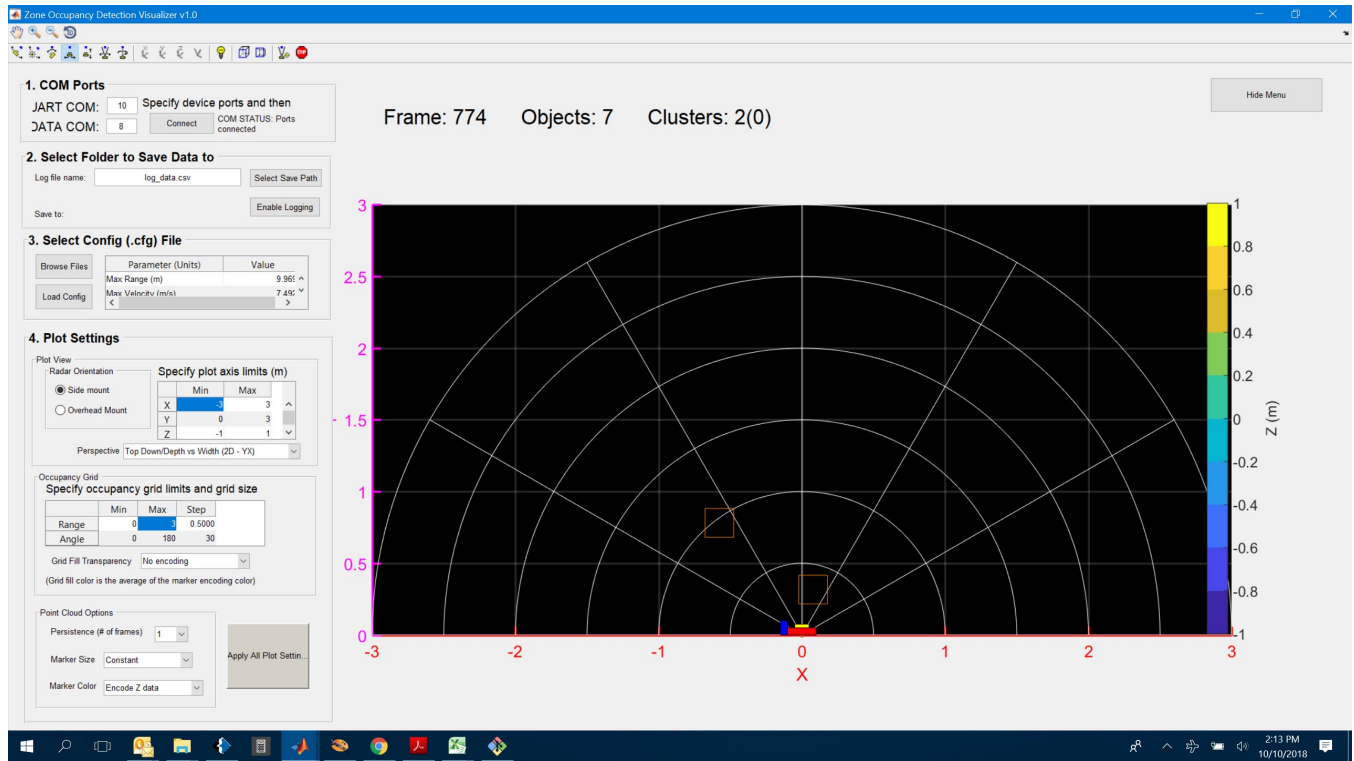 Zone Occupancy Detection Visualizer v1.0
1. COM Ports
JART COM: 10 Specify device ports and then
DATA COM: 8 Connect COM STATUS: Ports connected
Hide Menu
Frame: 774 Objects: 7 Clusters: 2(0)
2. Select Folder to Save Data to
Log file name: log_data.csv Select Save Path
Save to: Enable Logging
3. Select Config (.cfg) File
Browse Files Parameter (Units) Value
Max Range (m)
Load Config Max Velocity (m/s)
4. Plot Settings
Plot View
Radar Orientation Specify plot axis limits (m)
Side mount Min Max
X -3 3
Overhead Mount
Y 0 3
Z -1 1
Perspective Top Down/Depth vs Width (2D - YX)
Occupancy Grid
Specify occupancy grid limits and grid size
Min Max Step
Range 0 3 0.5000
Angle 0 180 30
Grid Fill Transparency No encoding
(Grid fill color is the average of the marker encoding color)
Point Cloud Options
Persistence (# of frames) 1
Marker Size Constant
Apply All Plot Settin...
Marker Color Encode Z data
3
2.5
2
1.5
1
0.5
0
-3 -2 -1 0 1 2 3
X
1
0.8
0.6
0.4
0.2
0
-0.2
-0.4
-0.6
-0.8
-1
Z (m)
STOP
2:13 PM
10/10/2018